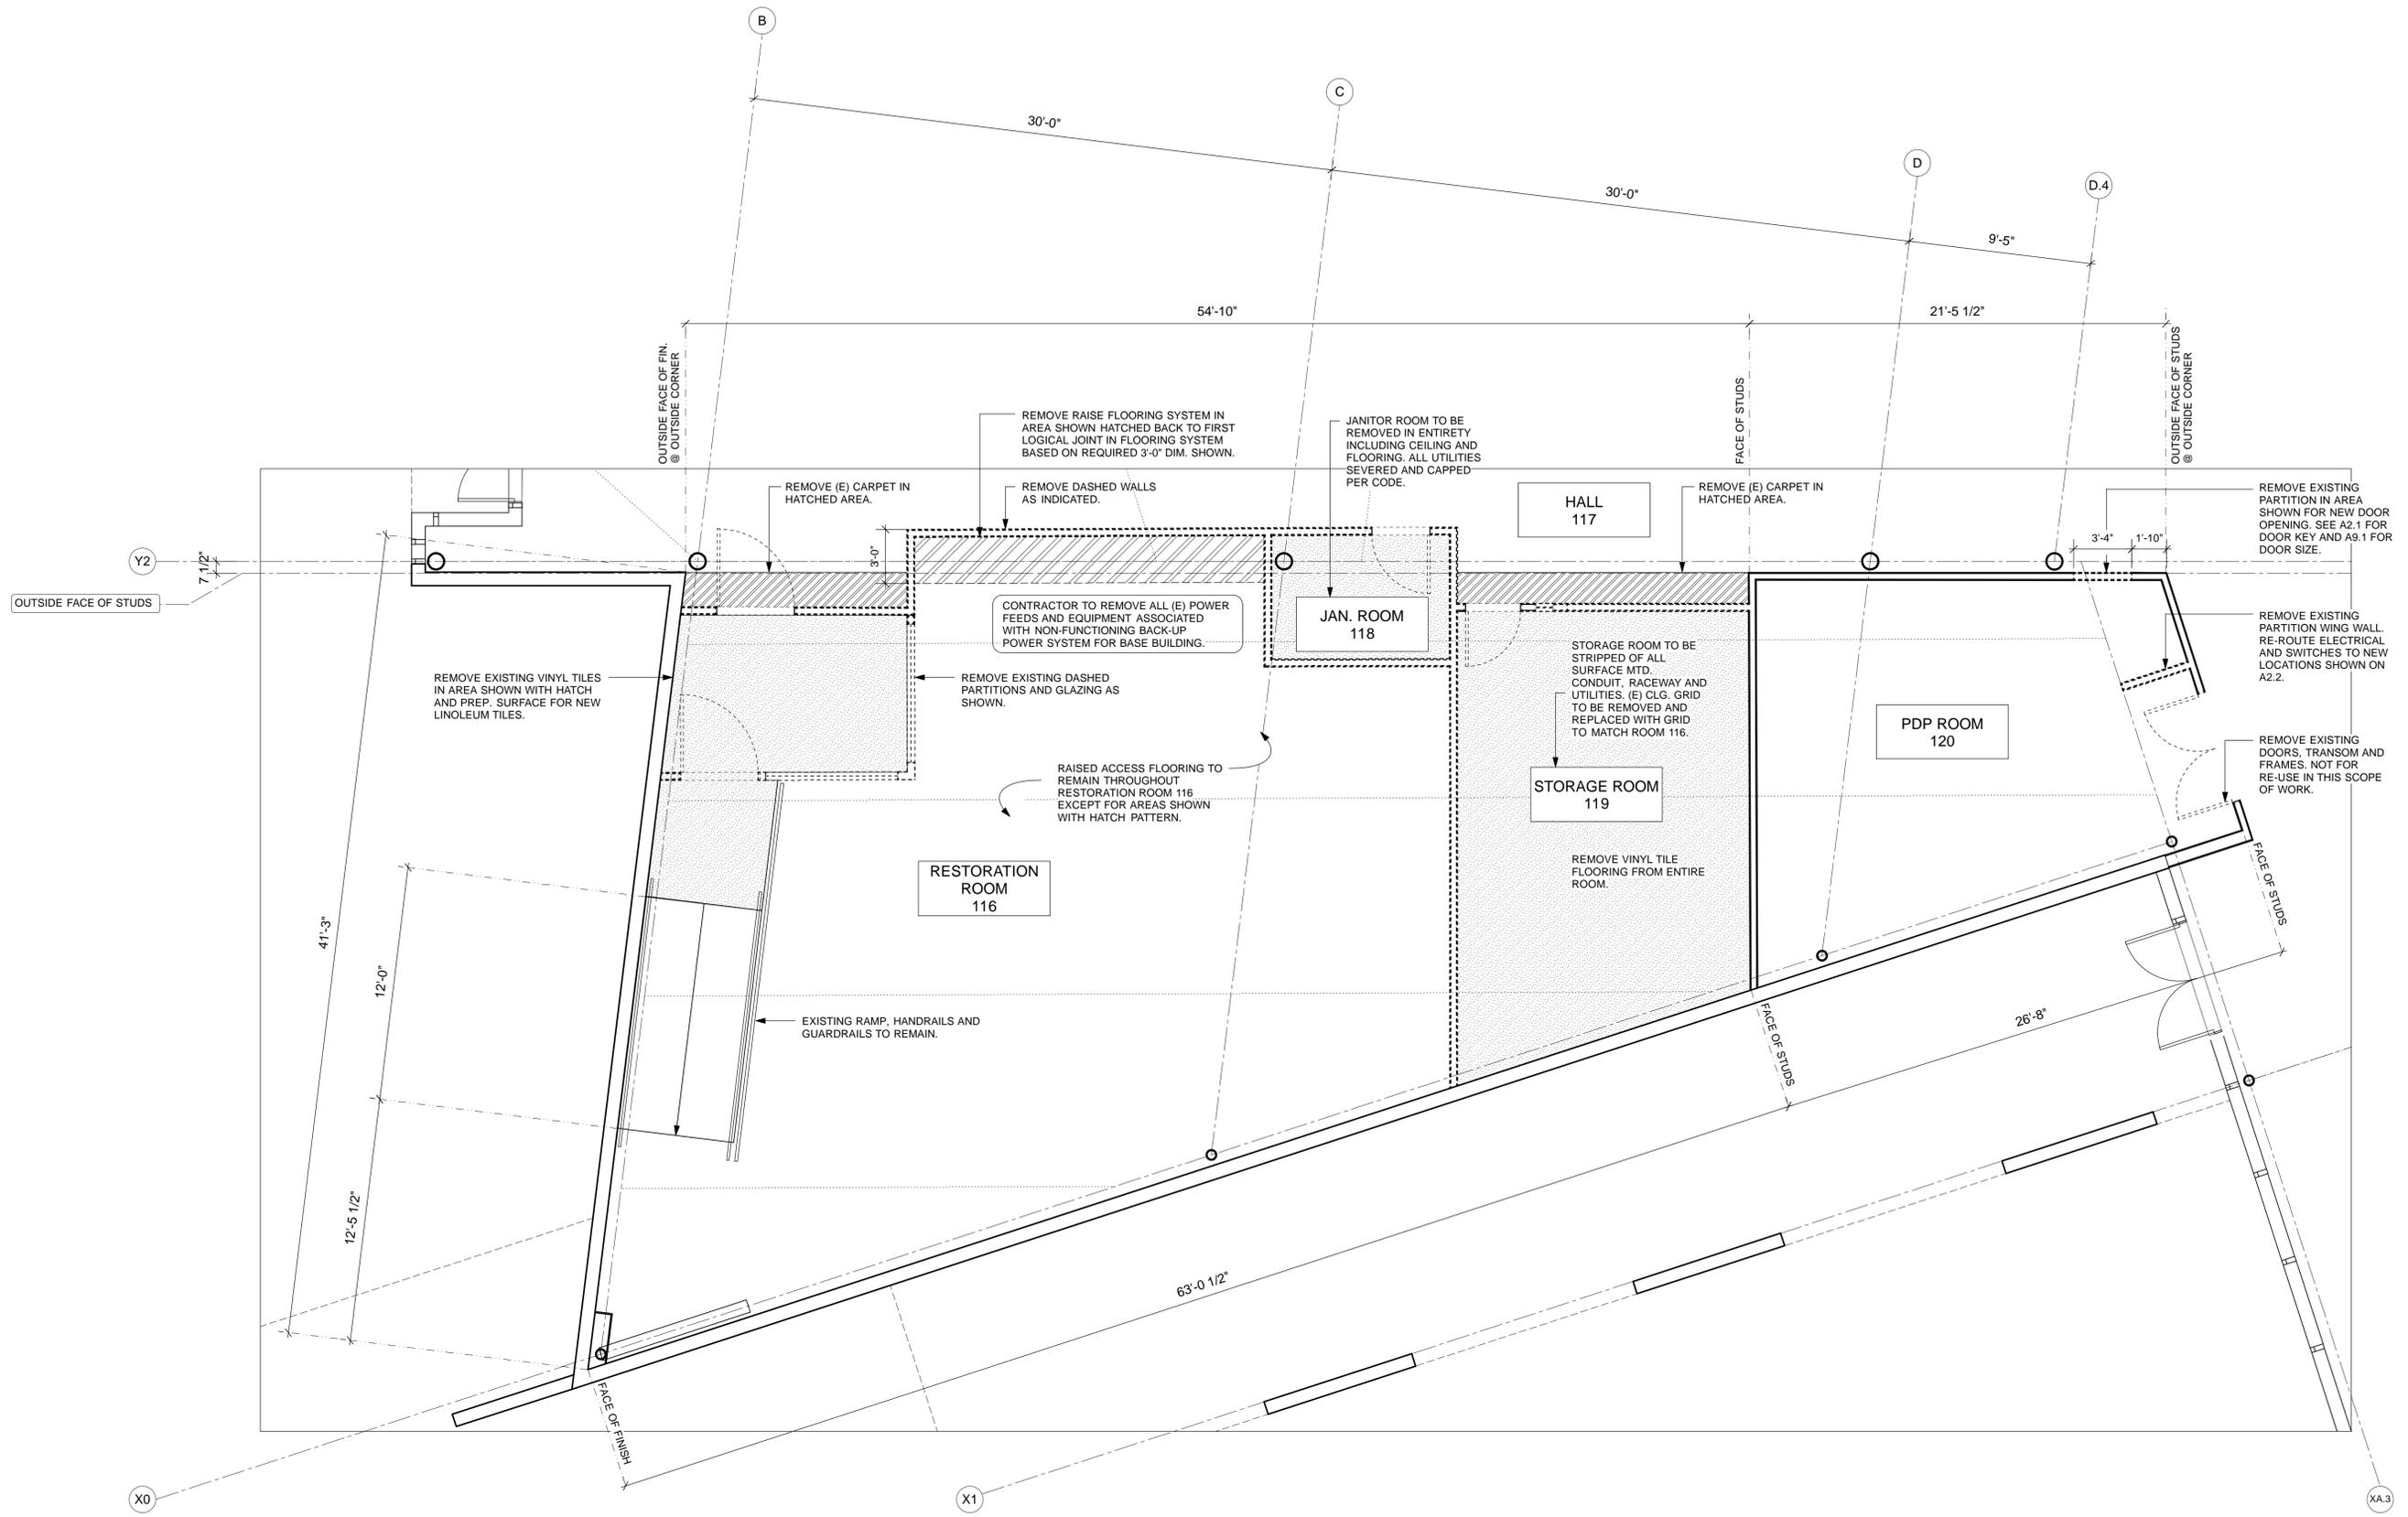 B
C
D
D.4
30'-0"
30'-0"
9'-5"
54'-10"
21'-5 1/2"
OUTSIDE FACE OF FIN.
@ OUTSIDE CORNER
FACE OF STUDS
OUTSIDE FACE OF STUDS
@ OUTSIDE CORNER
REMOVE RAISE FLOORING SYSTEM IN
AREA SHOWN HATCHED BACK TO FIRST
LOGICAL JOINT IN FLOORING SYSTEM
BASED ON REQUIRED 3'-0" DIM. SHOWN.
JANITOR ROOM TO BE
REMOVED IN ENTIRETY
INCLUDING CEILING AND
FLOORING. ALL UTILITIES
SEVERED AND CAPPED
PER CODE.
REMOVE (E) CARPET IN
HATCHED AREA.
REMOVE DASHED WALLS
AS INDICATED.
HALL
117
REMOVE (E) CARPET IN
HATCHED AREA.
REMOVE EXISTING
PARTITION IN AREA
SHOWN FOR NEW DOOR
OPENING. SEE A2.1 FOR
DOOR KEY AND A9.1 FOR
DOOR SIZE.
3'-4"
1'-10"
Y2
7 1/2"
3'-0"
OUTSIDE FACE OF STUDS
CONTRACTOR TO REMOVE ALL (E) POWER
FEEDS AND EQUIPMENT ASSOCIATED
WITH NON-FUNCTIONING BACK-UP
POWER SYSTEM FOR BASE BUILDING.
JAN. ROOM
118
REMOVE EXISTING
PARTITION WING WALL.
RE-ROUTE ELECTRICAL
AND SWITCHES TO NEW
LOCATIONS SHOWN ON
A2.2.
STORAGE ROOM TO BE
STRIPPED OF ALL
SURFACE MTD.
CONDUIT, RACEWAY AND
UTILITIES. (E) CLG. GRID
TO BE REMOVED AND
REPLACED WITH GRID
TO MATCH ROOM 116.
REMOVE EXISTING VINYL TILES
IN AREA SHOWN WITH HATCH
AND PREP. SURFACE FOR NEW
LINOLEUM TILES.
REMOVE EXISTING DASHED
PARTITIONS AND GLAZING AS
SHOWN.
PDP ROOM
120
REMOVE EXISTING
DOORS, TRANSOM AND
FRAMES. NOT FOR
RE-USE IN THIS SCOPE
OF WORK.
RAISED ACCESS FLOORING TO
REMAIN THROUGHOUT
RESTORATION ROOM 116
EXCEPT FOR AREAS SHOWN
WITH HATCH PATTERN.
STORAGE ROOM
119
RESTORATION
ROOM
116
REMOVE VINYL TILE
FLOORING FROM ENTIRE
ROOM.
FACE OF STUDS
41'-3"
12'-0"
EXISTING RAMP, HANDRAILS AND
GUARDRAILS TO REMAIN.
FACE OF STUDS
26'-8"
12'-5 1/2"
63'-0 1/2"
FACE OF FINISH
X0
X1
XA.3